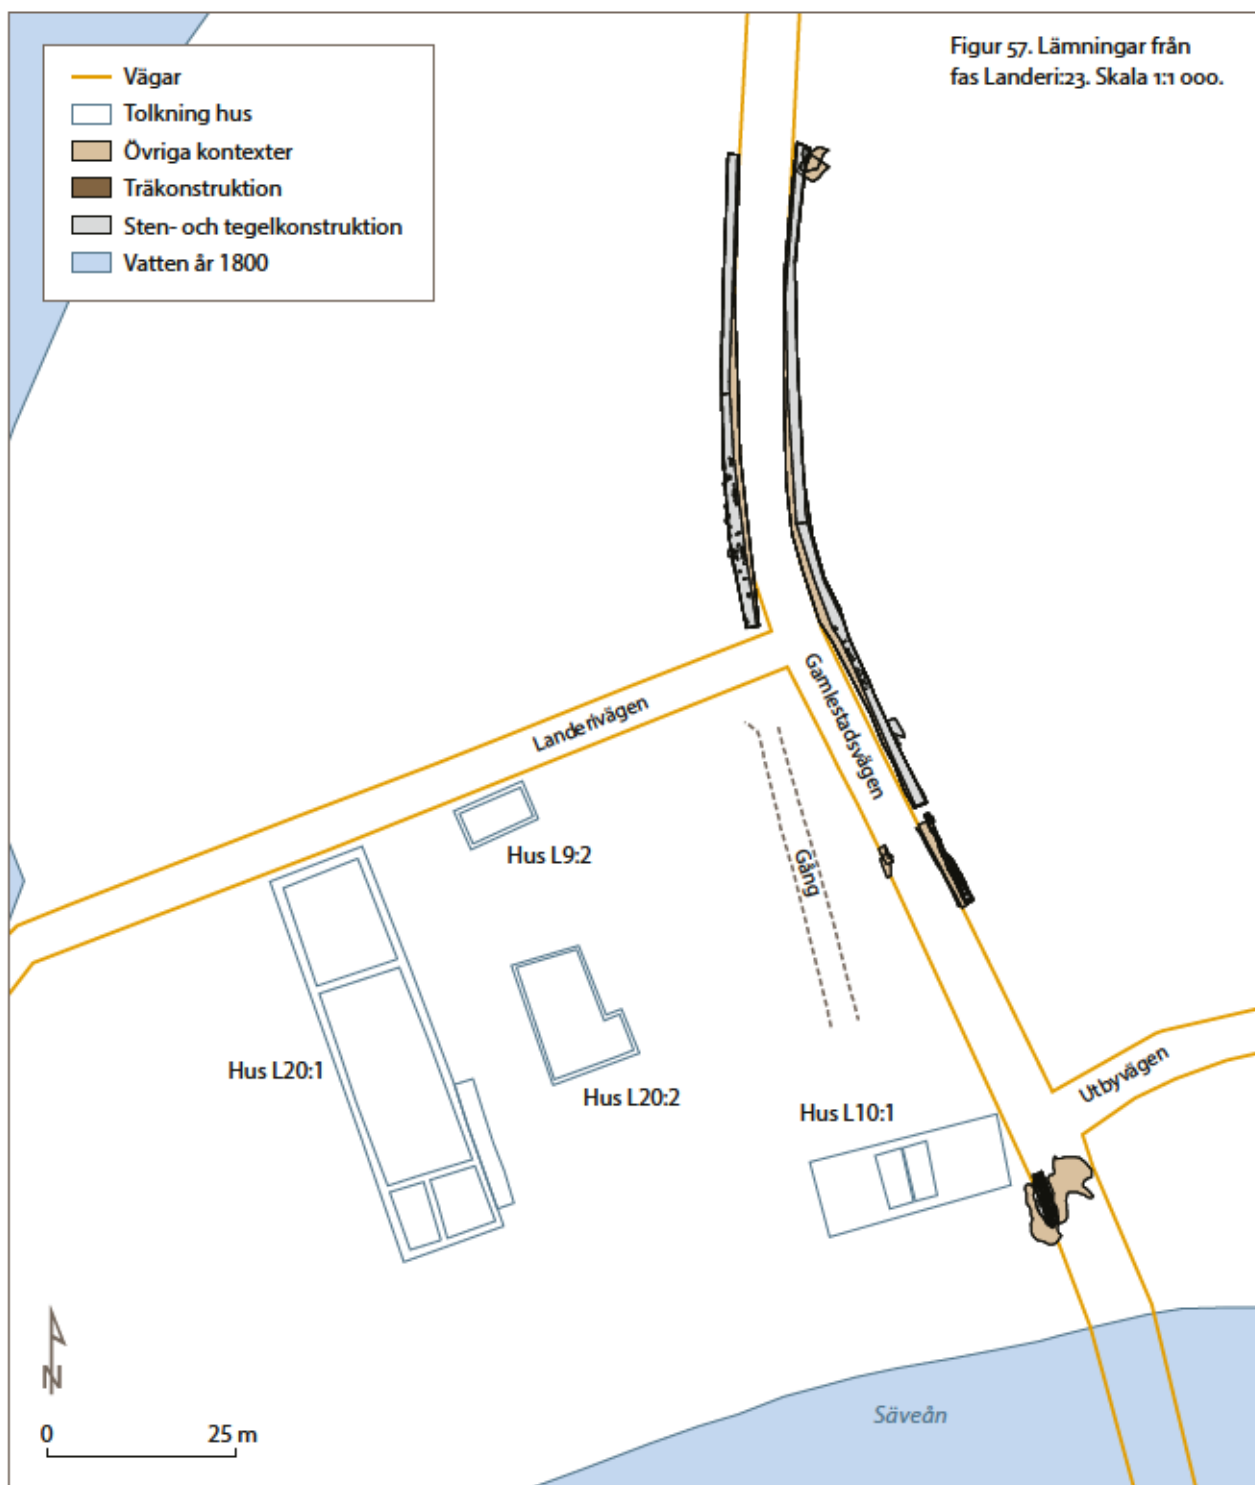 Figur 57. Lämningar från
fas Landeri:23. Skala 1:1 000.
Vägar
Tolkning hus
Övriga kontexter
Träkonstruktion
Sten- och tegelkonstruktion
Vatten år 1800
Landerivägen
Gamlestadsvägen
Gång
Hus L9:2
Hus L20:1
Hus L20:2
Hus L10:1
Utbyvägen
Säveån
N
0 25 m